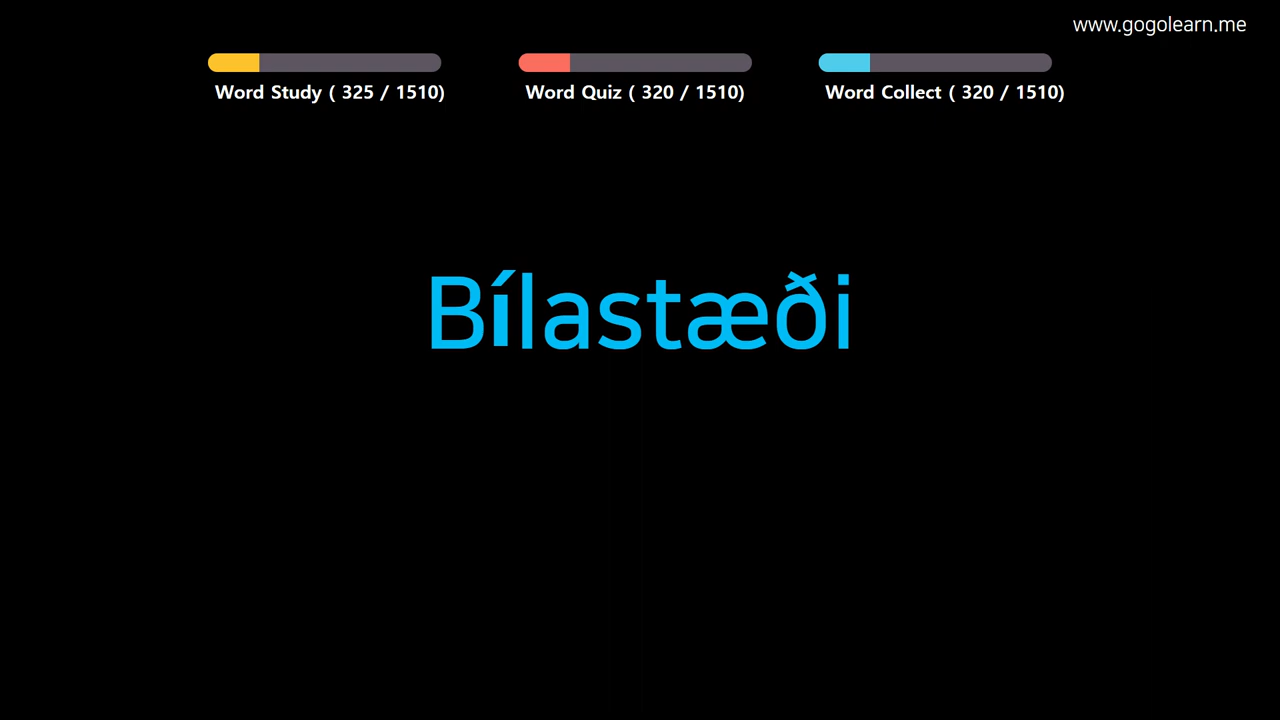 www.gogolearn.me
Word Study ( 325 / 1510)
Word Quiz ( 320 / 1510)
Word Collect ( 320 / 1510)
Bílastæði